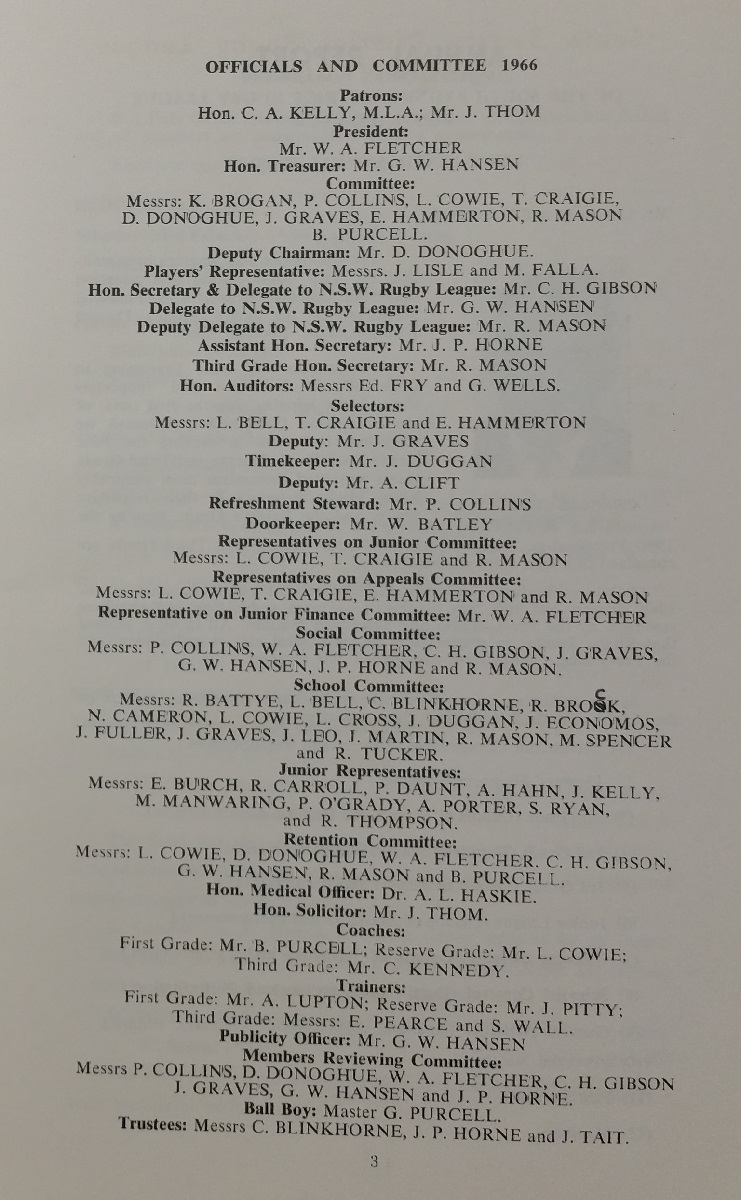 OFFICIALS AND COMMITTEE 1966
Patrons:
Hon. C. A. KELLY, M.L.A.; Mr. J. THOM
President:
Mr. W. A. FLETCHER
Hon. Treasurer: Mr. G. W. HANSEN
Committee:
Messrs: K. BROGAN, P. COLLINS, L. COWIE, T. CRAIGIE,
D. DONOGHUE, J. GRAVES, E. HAMMERTON, R. MASON
B. PURCELL.
Deputy Chairman: Mr. D. DONOGHUE.
Players' Representative: Messrs. J. LISLE and M. FALLA.
Hon. Secretary & Delegate to N.S.W. Rugby League: Mr. C. H. GIBSON
Delegate to N.S.W. Rugby League: Mr. G. W. HANSEN
Deputy Delegate to N.S.W. Rugby League: Mr. R. MASON
Assistant Hon. Secretary: Mr. J. P. HORNE
Third Grade Hon. Secretary: Mr. R. MASON
Hon. Auditors: Messrs Ed. FRY and G. WELLS.
Selectors:
Messrs: L. BELL, T. CRAIGIE and E. HAMMERTON
Deputy: Mr. J. GRAVES
Timekeeper: Mr. J. DUGGAN
Deputy: Mr. A. CLIFT
Refreshment Steward: Mr. P. COLLINS
Doorkeeper: Mr. W. BATLEY
Representatives on Junior Committee:
Messrs: L. COWIE, T. CRAIGIE and R. MASON
Representatives on Appeals Committee:
Messrs: L. COWIE, T. CRAIGIE, E. HAMMERTON and R. MASON
Representative on Junior Finance Committee: Mr. W. A. FLETCHER
Social Committee:
Messrs: P. COLLINS, W. A. FLETCHER, C. H. GIBSON, J. GRAVES,
G. W. HANSEN, J. P. HORNE and R. MASON.
School Committee:
Messrs: R. BATTYE, L. BELL, C. BLINKHORNE, R. BROCK,
N. CAMERON, L. COWIE, L. CROSS, J. DUGGAN, J. ECONOMOS,
J. FULLER, J. GRAVES, J. LEO, J. MARTIN, R. MASON, M. SPENCER
and R. TUCKER.
Junior Representatives:
Messrs: E. BURCH, R. CARROLL, P. DAUNT, A. HAHN, J. KELLY,
M. MANWARING, P. O'GRADY, A. PORTER, S. RYAN,
and R. THOMPSON.
Retention Committee:
Messrs: L. COWIE, D. DONOGHUE, W. A. FLETCHER. C. H. GIBSON,
G. W. HANSEN, R. MASON and B. PURCELL.
Hon. Medical Officer: Dr. A. L. HASKIE.
Hon. Solicitor: Mr. J. THOM.
Coaches:
First Grade: Mr. B. PURCELL; Reserve Grade: Mr. L. COWIE;
Third Grade: Mr. C. KENNEDY.
Trainers:
First Grade: Mr. A. LUPTON; Reserve Grade: Mr. J. PITTY;
Third Grade: Messrs: E. PEARCE and S. WALL.
Publicity Officer: Mr. G. W. HANSEN
Members Reviewing Committee:
Messrs P. COLLINS, D. DONOGHUE, W. A. FLETCHER, C. H. GIBSON
J. GRAVES, G. W. HANSEN and J. P. HORNE.
Ball Boy: Master G. PURCELL.
Trustees: Messrs C. BLINKHORNE, J. P. HORNE and J. TAIT.
3